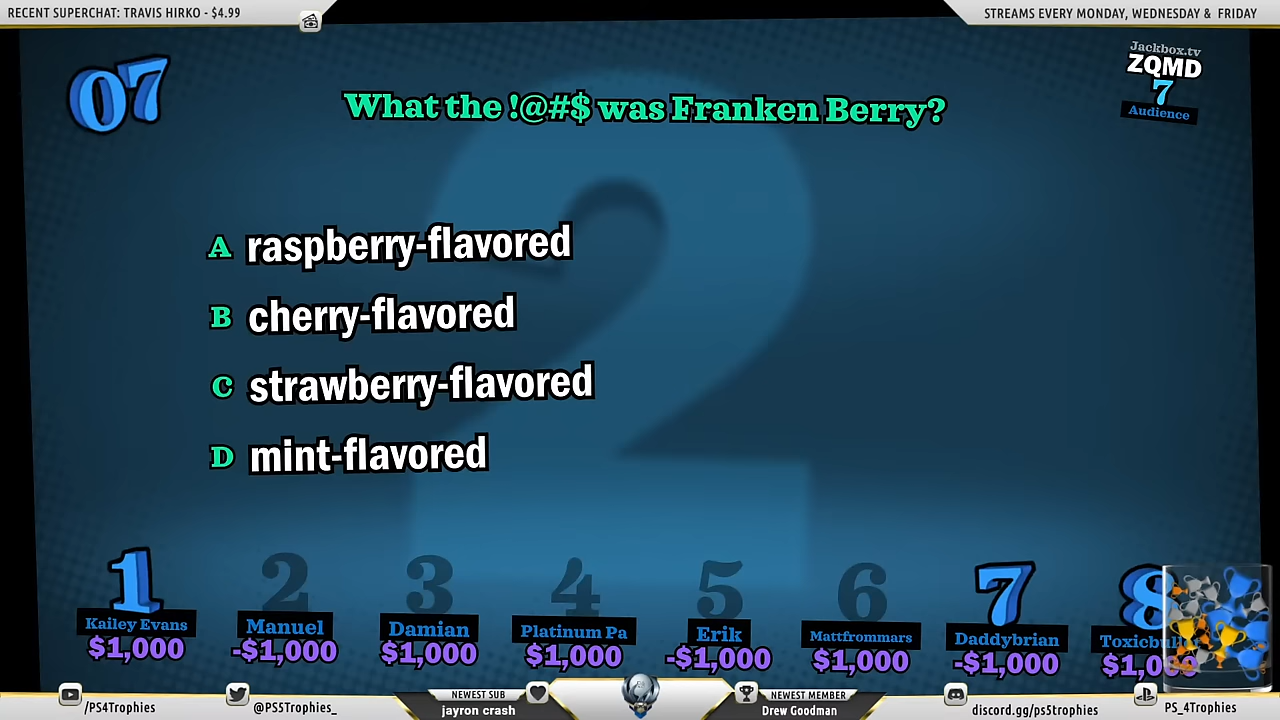 RECENT SUPERCHAT: TRAVIS HIRKO - $4.99
STREAMS EVERY MONDAY, WEDNESDAY & FRIDAY
07
What the !@#$ was Franken Berry?
Jackbox.tv
ZQMD
7
Audience
2
A raspberry-flavored
B cherry-flavored
C strawberry-flavored
D mint-flavored
1 2 3 4 5 6 7 8
Kailey Evans Manuel Damian Platinum Pa Erik Mattfrommars Daddybrian
$1,000 -$1,000 $1,000 $1,000 -$1,000 $1,000 -$1,000
/PS4Trophies
@PS5Trophies_
NEWEST SUB
jayron crash
NEWEST MEMBER
Drew Goodman
discord.gg/ps5trophies
PS_4Trophies